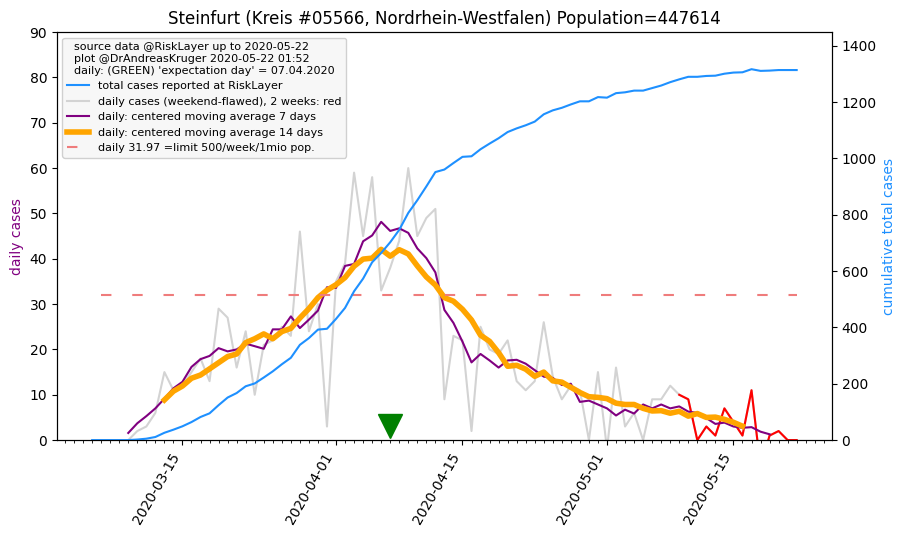 Steinfurt (Kreis #05566, Nordrhein-Westfalen) Population=447614
source data @RiskLayer up to 2020-05-22
plot @DrAndreasKruger 2020-05-22 01:52
daily: (GREEN) 'expectation day' = 07.04.2020
total cases reported at RiskLayer
daily cases (weekend-flawed), 2 weeks: red
daily: centered moving average 7 days
daily: centered moving average 14 days
daily 31.97 =limit 500/week/1mio pop.
daily cases
90
80
70
60
50
40
30
20
10
0
1400
1200
1000
800
600
400
200
0
cumulative total cases
2020-03-15
2020-04-01
2020-04-15
2020-05-01
2020-05-15